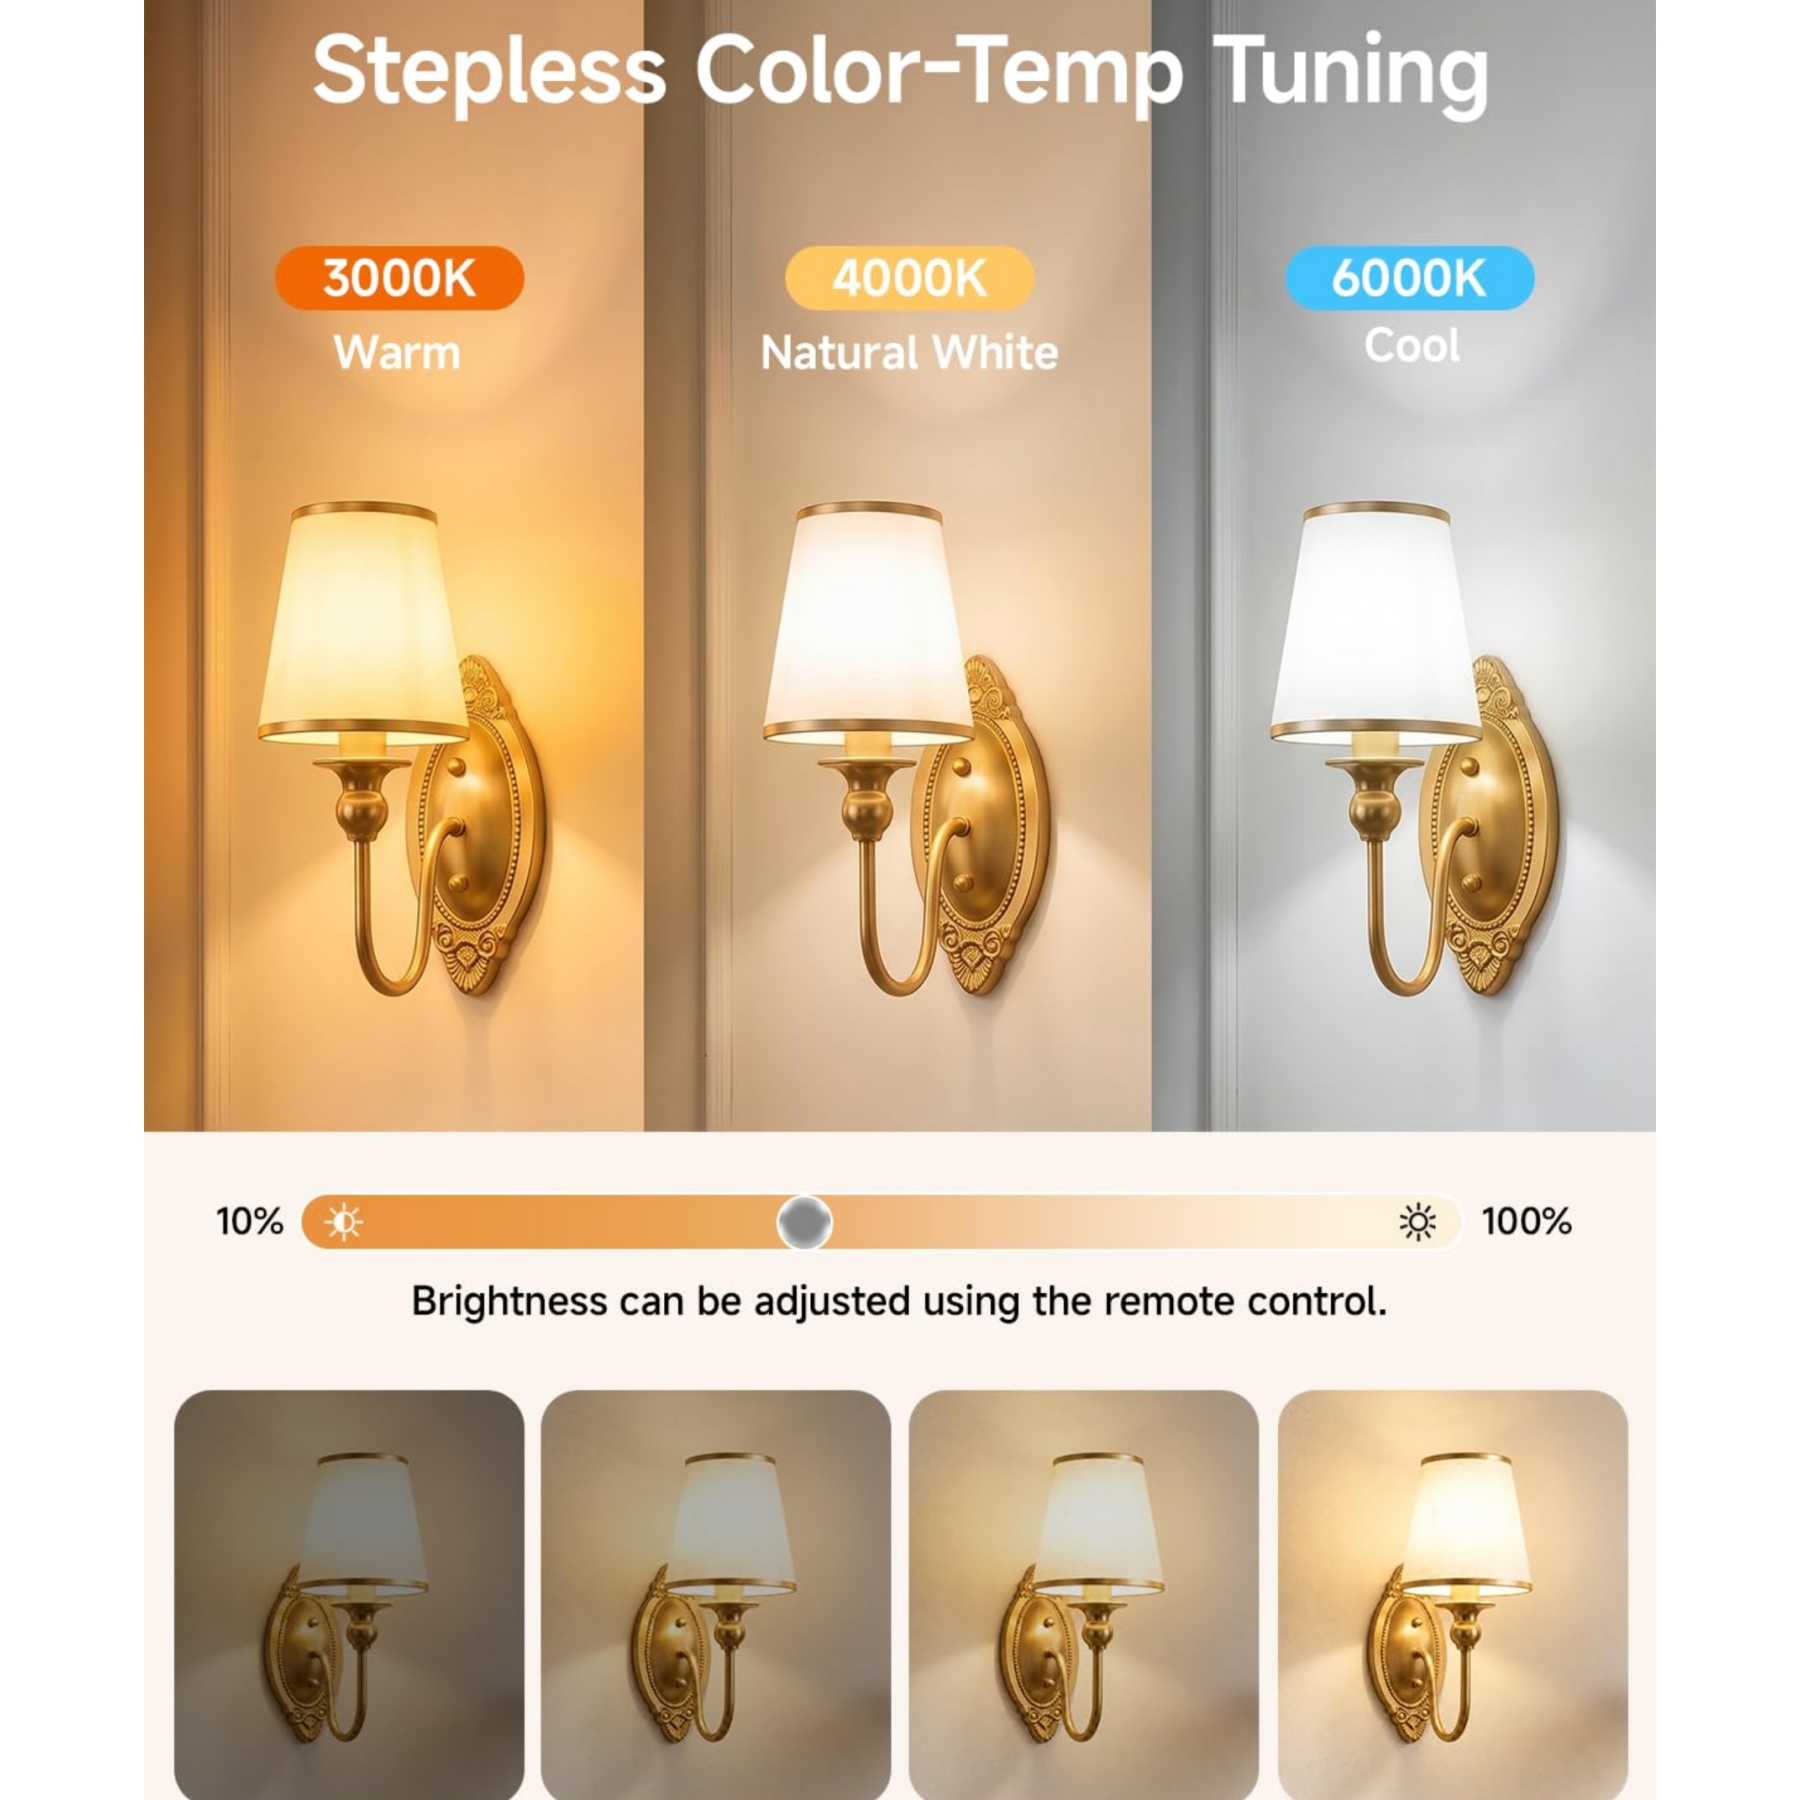 Stepless Color-Temp Tuning
3000K
Warm
4000K
Natural White
6000K
Cool
10%
100%
Brightness can be adjusted using the remote control.